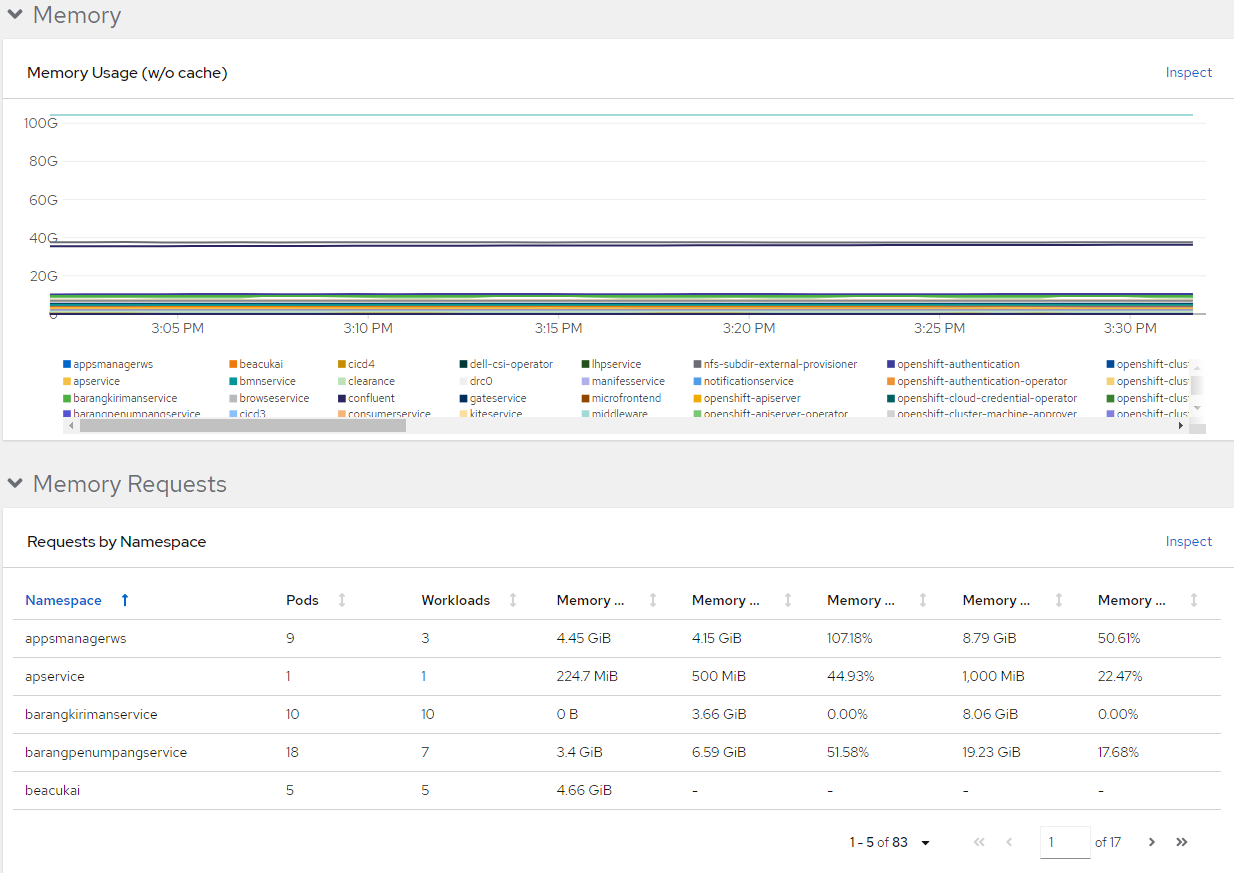 Memory
Memory Usage (w/o cache)
Inspect
100G
80G
60G
40G
20G
0
3:05 PM 3:10 PM 3:15 PM 3:20 PM 3:25 PM 3:30 PM
appsmanagerws beacukai cicd4 dell-csi-operator lhpservice nfs-subdir-external-provisioner openshift-authentication openshift-clus
apservice bmnservice clearance drc0 manifesservice notificationservice openshift-authentication-operator openshift-clus
barangkirimanservice browseservice confluent gateservice microfrontend openshift-apiserver openshift-cloud-credential-operator openshift-clus
barangpenumpangservice cicd3 consumerservice kiteservice middleware openshift-apiserver-operator openshift-cluster-machine-approver openshift-clus
Memory Requests
Requests by Namespace
Inspect
Namespace Pods Workloads Memory ... Memory ... Memory ... Memory ... Memory ...
appsmanagerws 9 3 4.45 GiB 4.15 GiB 107.18% 8.79 GiB 50.61%
apservice 1 1 224.7 MiB 500 MiB 44.93% 1,000 MiB 22.47%
barangkirimanservice 10 10 0 B 3.66 GiB 0.00% 8.06 GiB 0.00%
barangpenumpangservice 18 7 3.4 GiB 6.59 GiB 51.58% 19.23 GiB 17.68%
beacukai 5 5 4.66 GiB - - - -
1 - 5 of 83 1 of 17